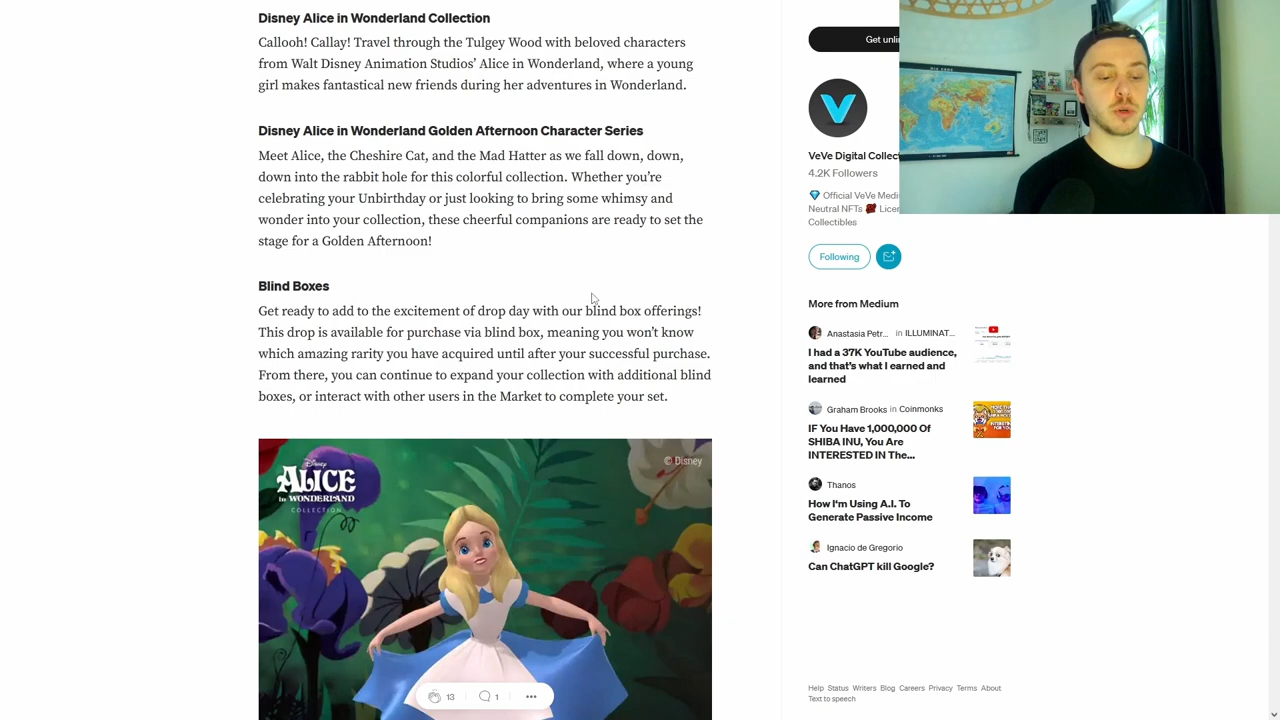 Disney Alice in Wonderland Collection
Callooh! Callay! Travel through the Tulgey Wood with beloved characters
from Walt Disney Animation Studios’ Alice in Wonderland, where a young
girl makes fantastical new friends during her adventures in Wonderland.
Disney Alice in Wonderland Golden Afternoon Character Series
Meet Alice, the Cheshire Cat, and the Mad Hatter as we fall down, down,
down into the rabbit hole for this colorful collection. Whether you’re
celebrating your Unbirthday or just looking to bring some whimsy and
wonder into your collection, these cheerful companions are ready to set the
stage for a Golden Afternoon!
Blind Boxes
Get ready to add to the excitement of drop day with our blind box offerings!
This drop is available for purchase via blind box, meaning you won’t know
which amazing rarity you have acquired until after your successful purchase.
From there, you can continue to expand your collection with additional blind
boxes, or interact with other users in the Market to complete your set.
Disney
ALICE
in WONDERLAND
COLLECTION
© Disney
13
1
Get unli
V
VeVe Digital Collec
4.2K Followers
Official VeVe Medi
Neutral NFTs Lice
Collectibles
Following
More from Medium
Anastasia Petr... in ILLUMINAT...
I had a 37K YouTube audience,
and that’s what I earned and
learned
Graham Brooks in Coinmonks
IF You Have 1,000,000 Of
SHIBA INU, You Are
INTERESTED IN The...
Thanos
How I’m Using A.I. To
Generate Passive Income
Ignacio de Gregorio
Can ChatGPT kill Google?
Help Status Writers Blog Careers Privacy Terms About
Text to speech